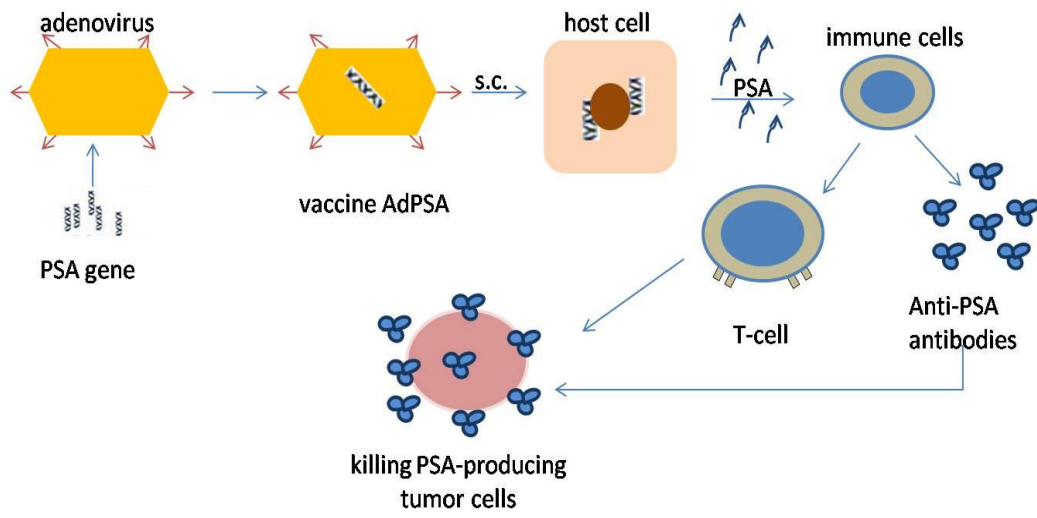 adenovirus
host cell
immune cells
s.c.
PSA
vaccine AdPSA
PSA gene
T-cell
Anti-PSA
antibodies
killing PSA-producing
tumor cells